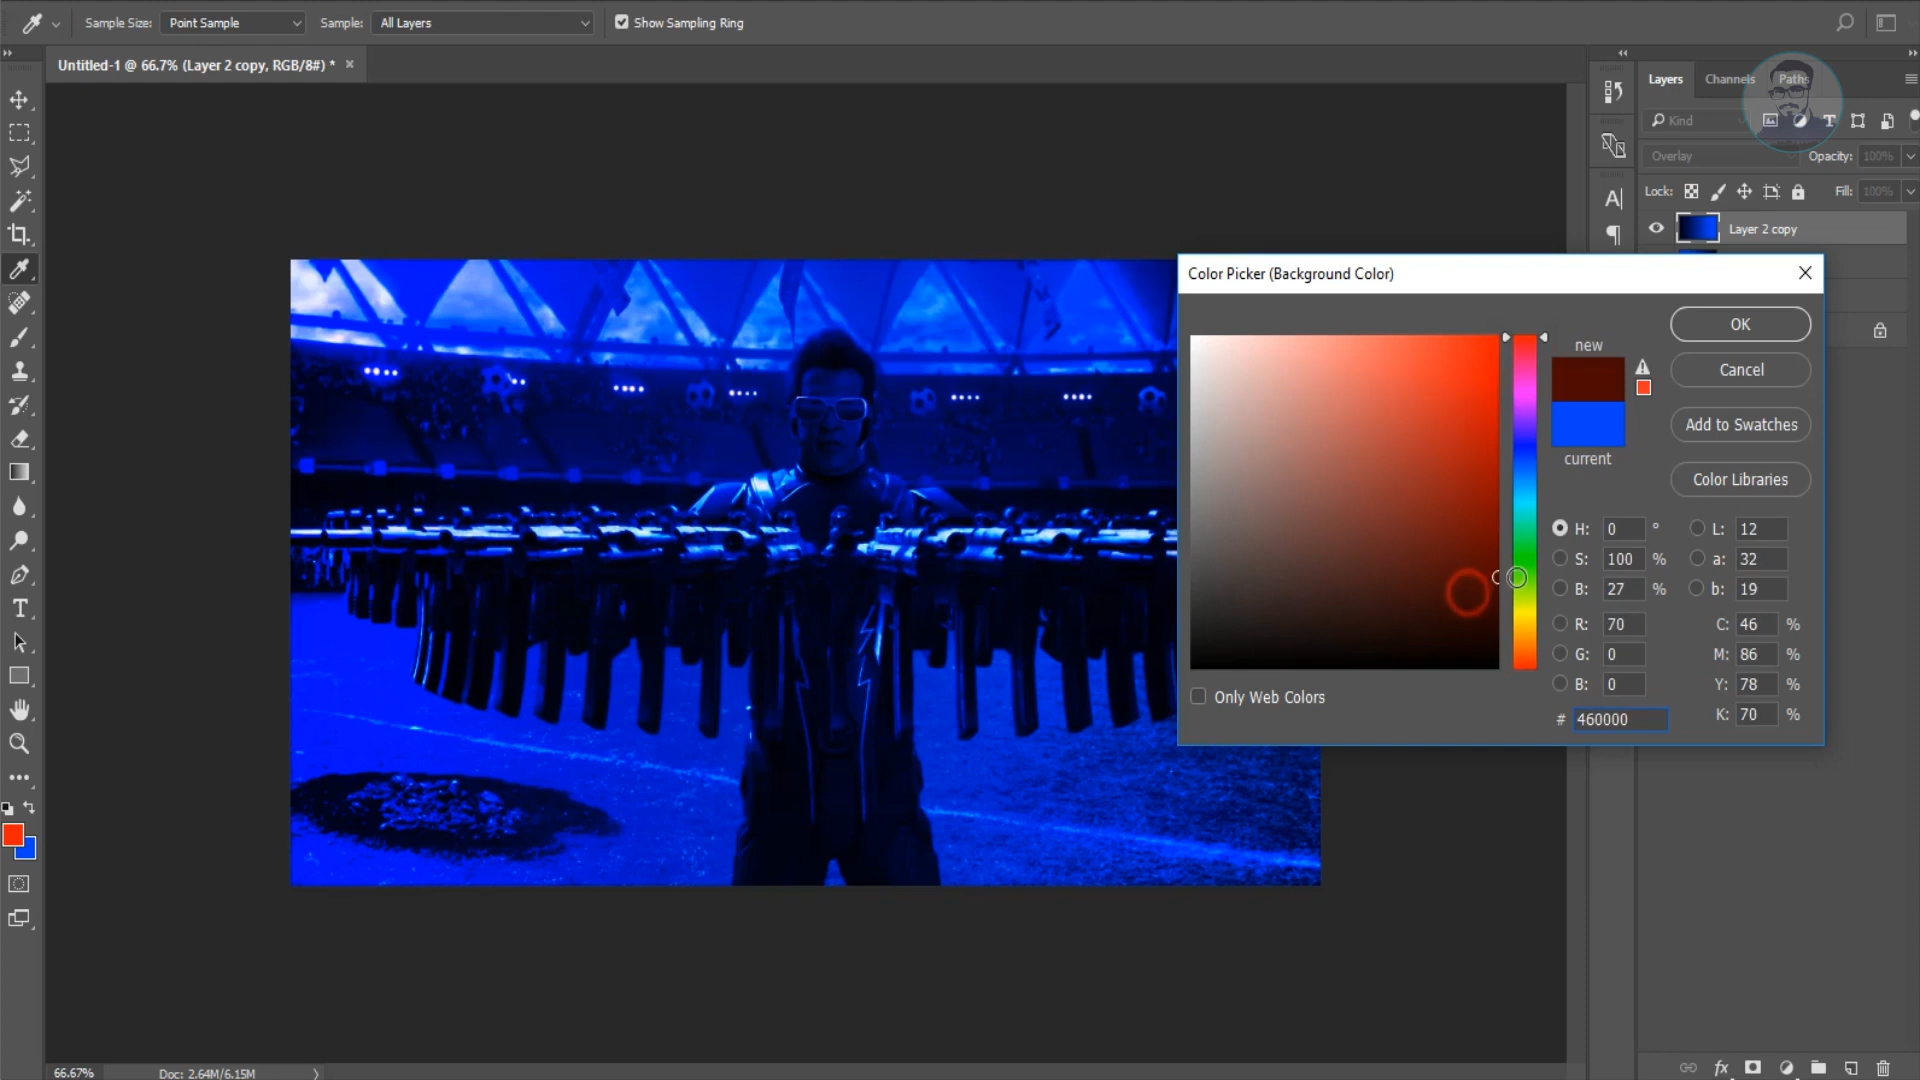 Sample Size: Point Sample Sample: All Layers Show Sampling Ring
Untitled-1 @ 66.7% (Layer 2 copy, RGB/8#) * ×
Layers Channels Paths
Kind
Overlay Opacity: 100%
Lock: Fill: 100%
Layer 2 copy
Color Picker (Background Color)
OK
new
Cancel
Add to Swatches
current
Color Libraries
H: 0 ° L: 12
S: 100 % a: 32
B: 27 % b: 19
R: 70 C: 46 %
G: 0 M: 86 %
B: 0 Y: 78 %
Only Web Colors
# 460000 K: 70 %
66.67% Doc: 2.64M/6.15M
fx